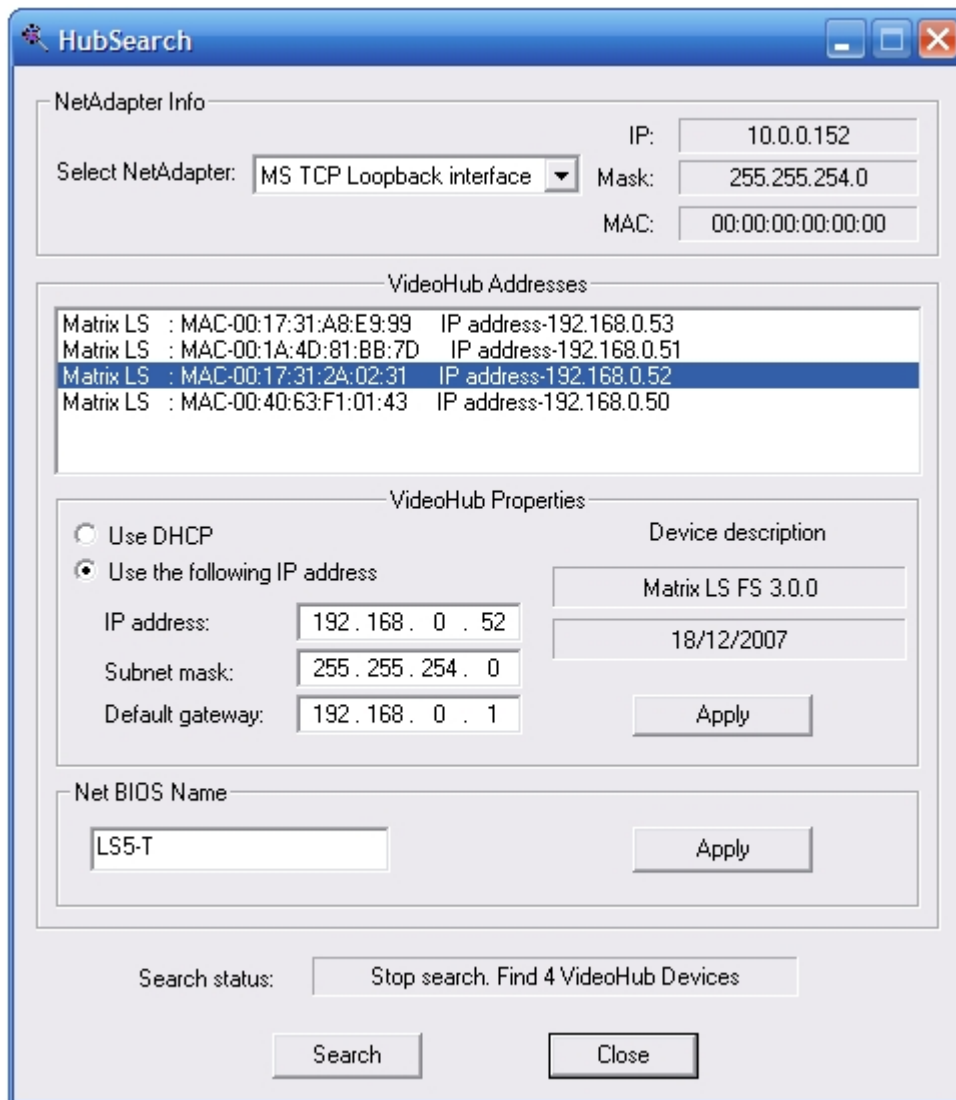 HubSearch
NetAdapter Info
Select NetAdapter: MS TCP Loopback interface
IP: 10.0.0.152
Mask: 255.255.254.0
MAC: 00:00:00:00:00:00
VideoHub Addresses
Matrix LS : MAC-00:17:31:A8:E9:99 IP address-192.168.0.53
Matrix LS : MAC-00:1A:4D:81:BB:7D IP address-192.168.0.51
Matrix LS : MAC-00:17:31:2A:02:31 IP address-192.168.0.52
Matrix LS : MAC-00:40:63:F1:01:43 IP address-192.168.0.50
VideoHub Properties
Use DHCP
Use the following IP address
IP address: 192 . 168 . 0 . 52
Subnet mask: 255 . 255 . 254 . 0
Default gateway: 192 . 168 . 0 . 1
Device description
Matrix LS FS 3.0.0
18/12/2007
Apply
Net BIOS Name
LS5-T
Apply
Search status: Stop search. Find 4 VideoHub Devices
Search
Close